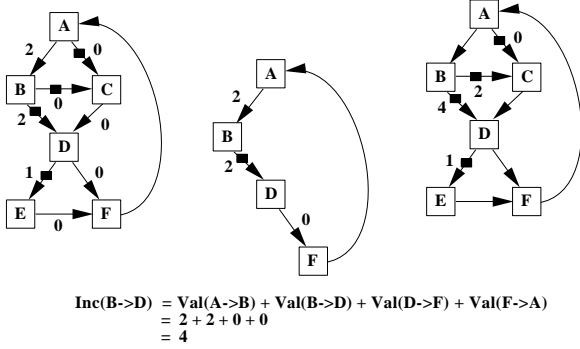 A
2
0
B
0
C
2
0
D
1
0
E
0
F
A
2
B
2
D
0
F
A
0
B
2
C
4
D
1
E
F
Inc(B->D) = Val(A->B) + Val(B->D) + Val(D->F) + Val(F->A)
= 2 + 2 + 0 + 0
= 4